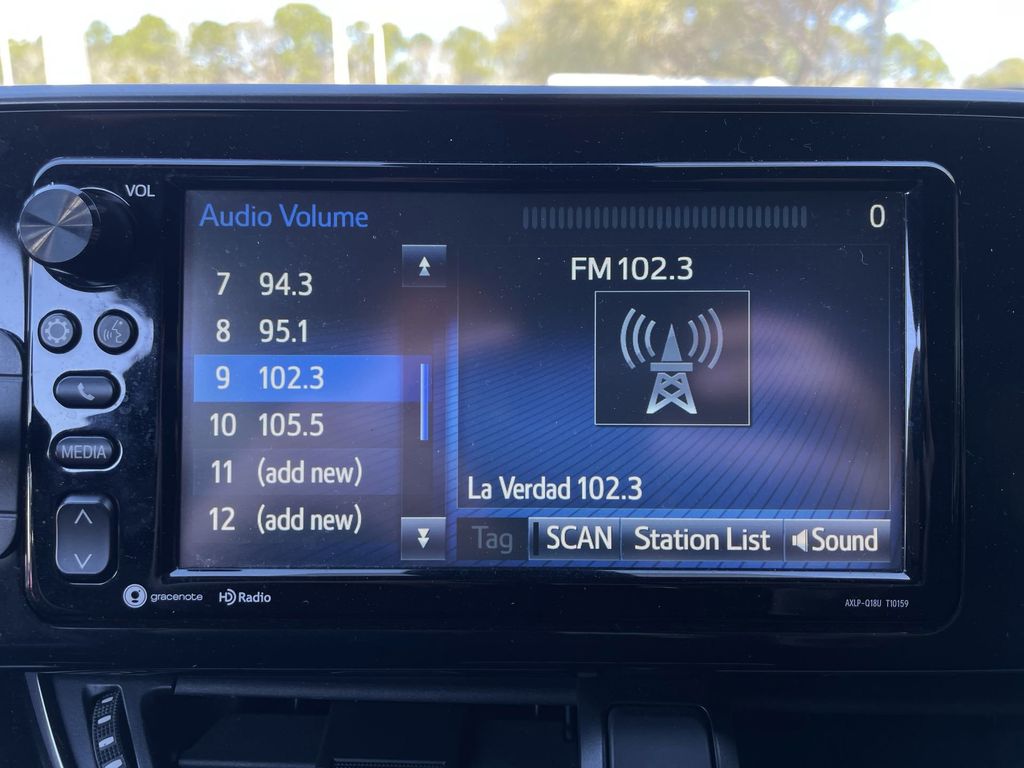 VOL
Audio Volume
0
7 94.3
8 95.1
9 102.3
10 105.5
11 (add new)
12 (add new)
FM 102.3
La Verdad 102.3
Tag
SCAN
Station List
Sound
MEDIA
gracenote
HD Radio
AXLP-Q18U T10159